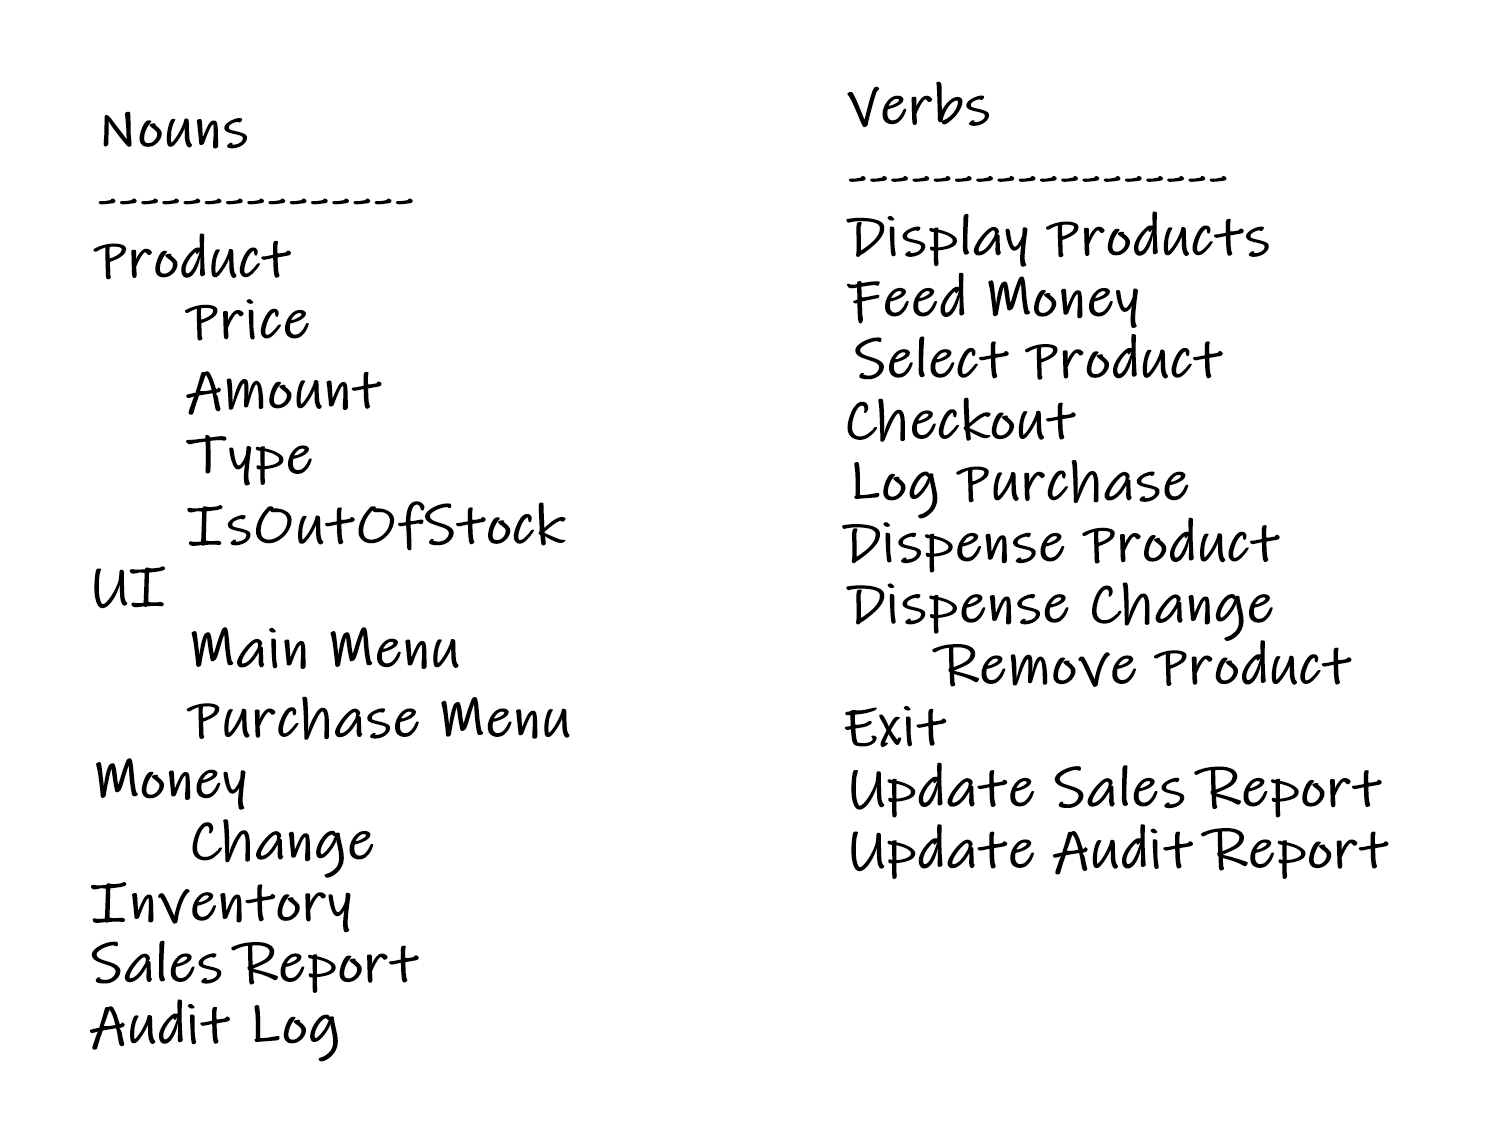 Nouns
---------------
Product
Price
Amount
Type
IsOutOfStock
UI
Main Menu
Purchase Menu
Money
Change
Inventory
Sales Report
Audit Log
Verbs
------------------
Display Products
Feed Money
Select Product
Checkout
Log Purchase
Dispense Product
Dispense Change
Remove Product
Exit
Update Sales Report
Update Audit Report